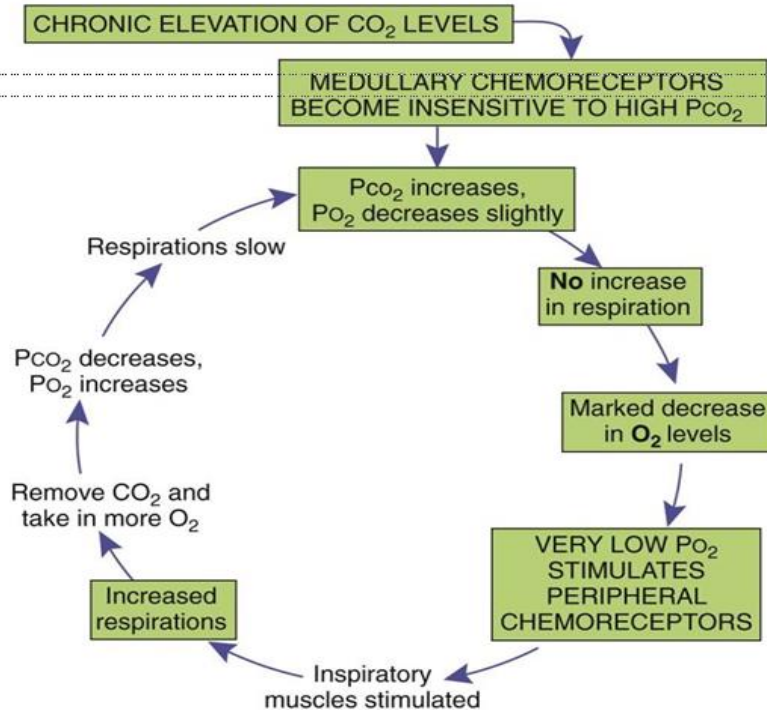 CHRONIC ELEVATION OF CO₂ LEVELS
MEDULLARY CHEMORECEPTORS
BECOME INSENSITIVE TO HIGH PCO₂
PCO₂ increases,
PO₂ decreases slightly
No increase
in respiration
Marked decrease
in O₂ levels
VERY LOW PO₂
STIMULATES
PERIPHERAL
CHEMORECEPTORS
Inspiratory
muscles stimulated
Increased
respirations
Remove CO₂ and
take in more O₂
PCO₂ decreases,
PO₂ increases
Respirations slow